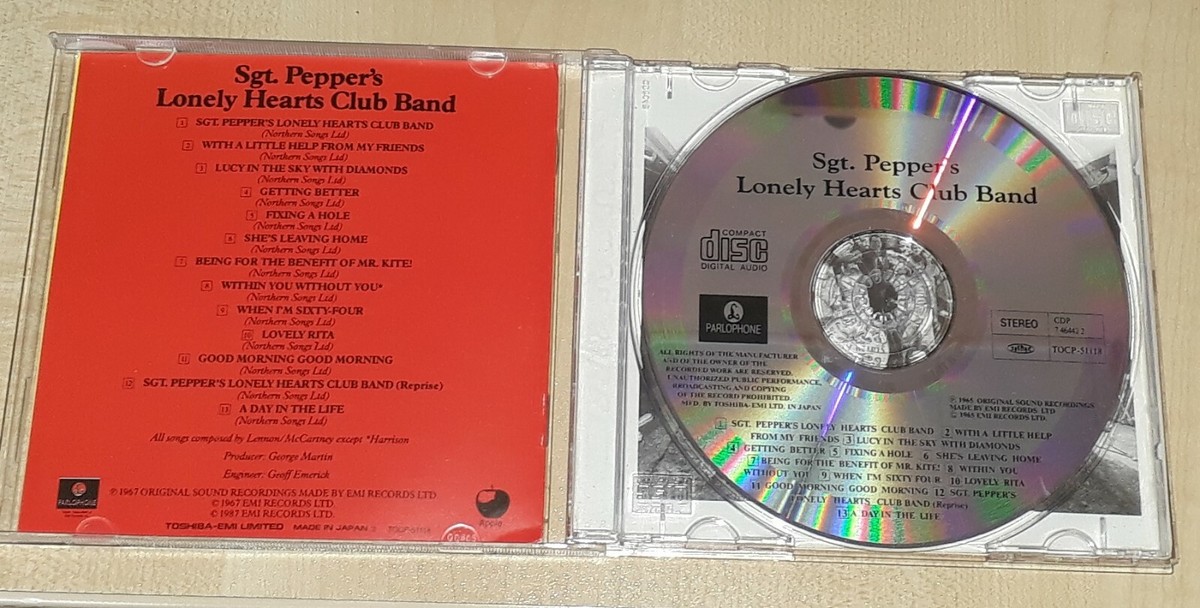 Sgt. Pepper's
Lonely Hearts Club Band
1 SGT. PEPPER'S LONELY HEARTS CLUB BAND
(Northern Songs Ltd)
2 WITH A LITTLE HELP FROM MY FRIENDS
(Northern Songs Ltd)
3 LUCY IN THE SKY WITH DIAMONDS
(Northern Songs Ltd)
4 GETTING BETTER
(Northern Songs Ltd)
5 FIXING A HOLE
(Northern Songs Ltd)
6 SHE'S LEAVING HOME
(Northern Songs Ltd)
7 BEING FOR THE BENEFIT OF MR. KITE!
(Northern Songs Ltd)
8 WITHIN YOU WITHOUT YOU*
(Northern Songs Ltd)
9 WHEN I'M SIXTY-FOUR
(Northern Songs Ltd)
10 LOVELY RITA
(Northern Songs Ltd)
11 GOOD MORNING GOOD MORNING
(Northern Songs Ltd)
12 SGT. PEPPER'S LONELY HEARTS CLUB BAND (Reprise)
(Northern Songs Ltd)
13 A DAY IN THE LIFE
(Northern Songs Ltd)
All songs composed by Lennon/McCartney except *Harrison
Producer: George Martin
Engineer: Geoff Emerick
PARLOPHONE
℗ 1967 ORIGINAL SOUND RECORDINGS MADE BY EMI RECORDS LTD
© 1967 EMI RECORDS LTD
© 1987 EMI RECORDS LTD
Apple
TOSHIBA-EMI LIMITED MADE IN JAPAN TOCP-51118
Sgt. Pepper's
Lonely Hearts Club Band
COMPACT
disc
DIGITAL AUDIO
PARLOPHONE
STEREO
CDP
7 46442 2
TOCP-51118
ALL RIGHTS OF THE MANUFACTURER
AND OF THE OWNER OF THE
RECORDED WORK ARE RESERVED.
UNAUTHORIZED PUBLIC PERFORMANCE,
BROADCASTING AND COPYING
OF THE RECORD PROHIBITED.
M'F'D. BY TOSHIBA-EMI LTD. IN JAPAN
℗ 1965 ORIGINAL SOUND RECORDINGS
MADE BY EMI RECORDS LTD
© 1965 EMI RECORDS LTD.
1 SGT. PEPPER'S LONELY HEARTS CLUB BAND 2 WITH A LITTLE HELP
FROM MY FRIENDS 3 LUCY IN THE SKY WITH DIAMONDS
4 GETTING BETTER 5 FIXING A HOLE 6 SHE'S LEAVING HOME
7 BEING FOR THE BENEFIT OF MR. KITE! 8 WITHIN YOU
WITHOUT YOU 9 WHEN I'M SIXTY FOUR 10 LOVELY RITA
11 GOOD MORNING GOOD MORNING 12 SGT. PEPPER'S
LONELY HEARTS CLUB BAND (Reprise)
13 A DAY IN THE LIFE